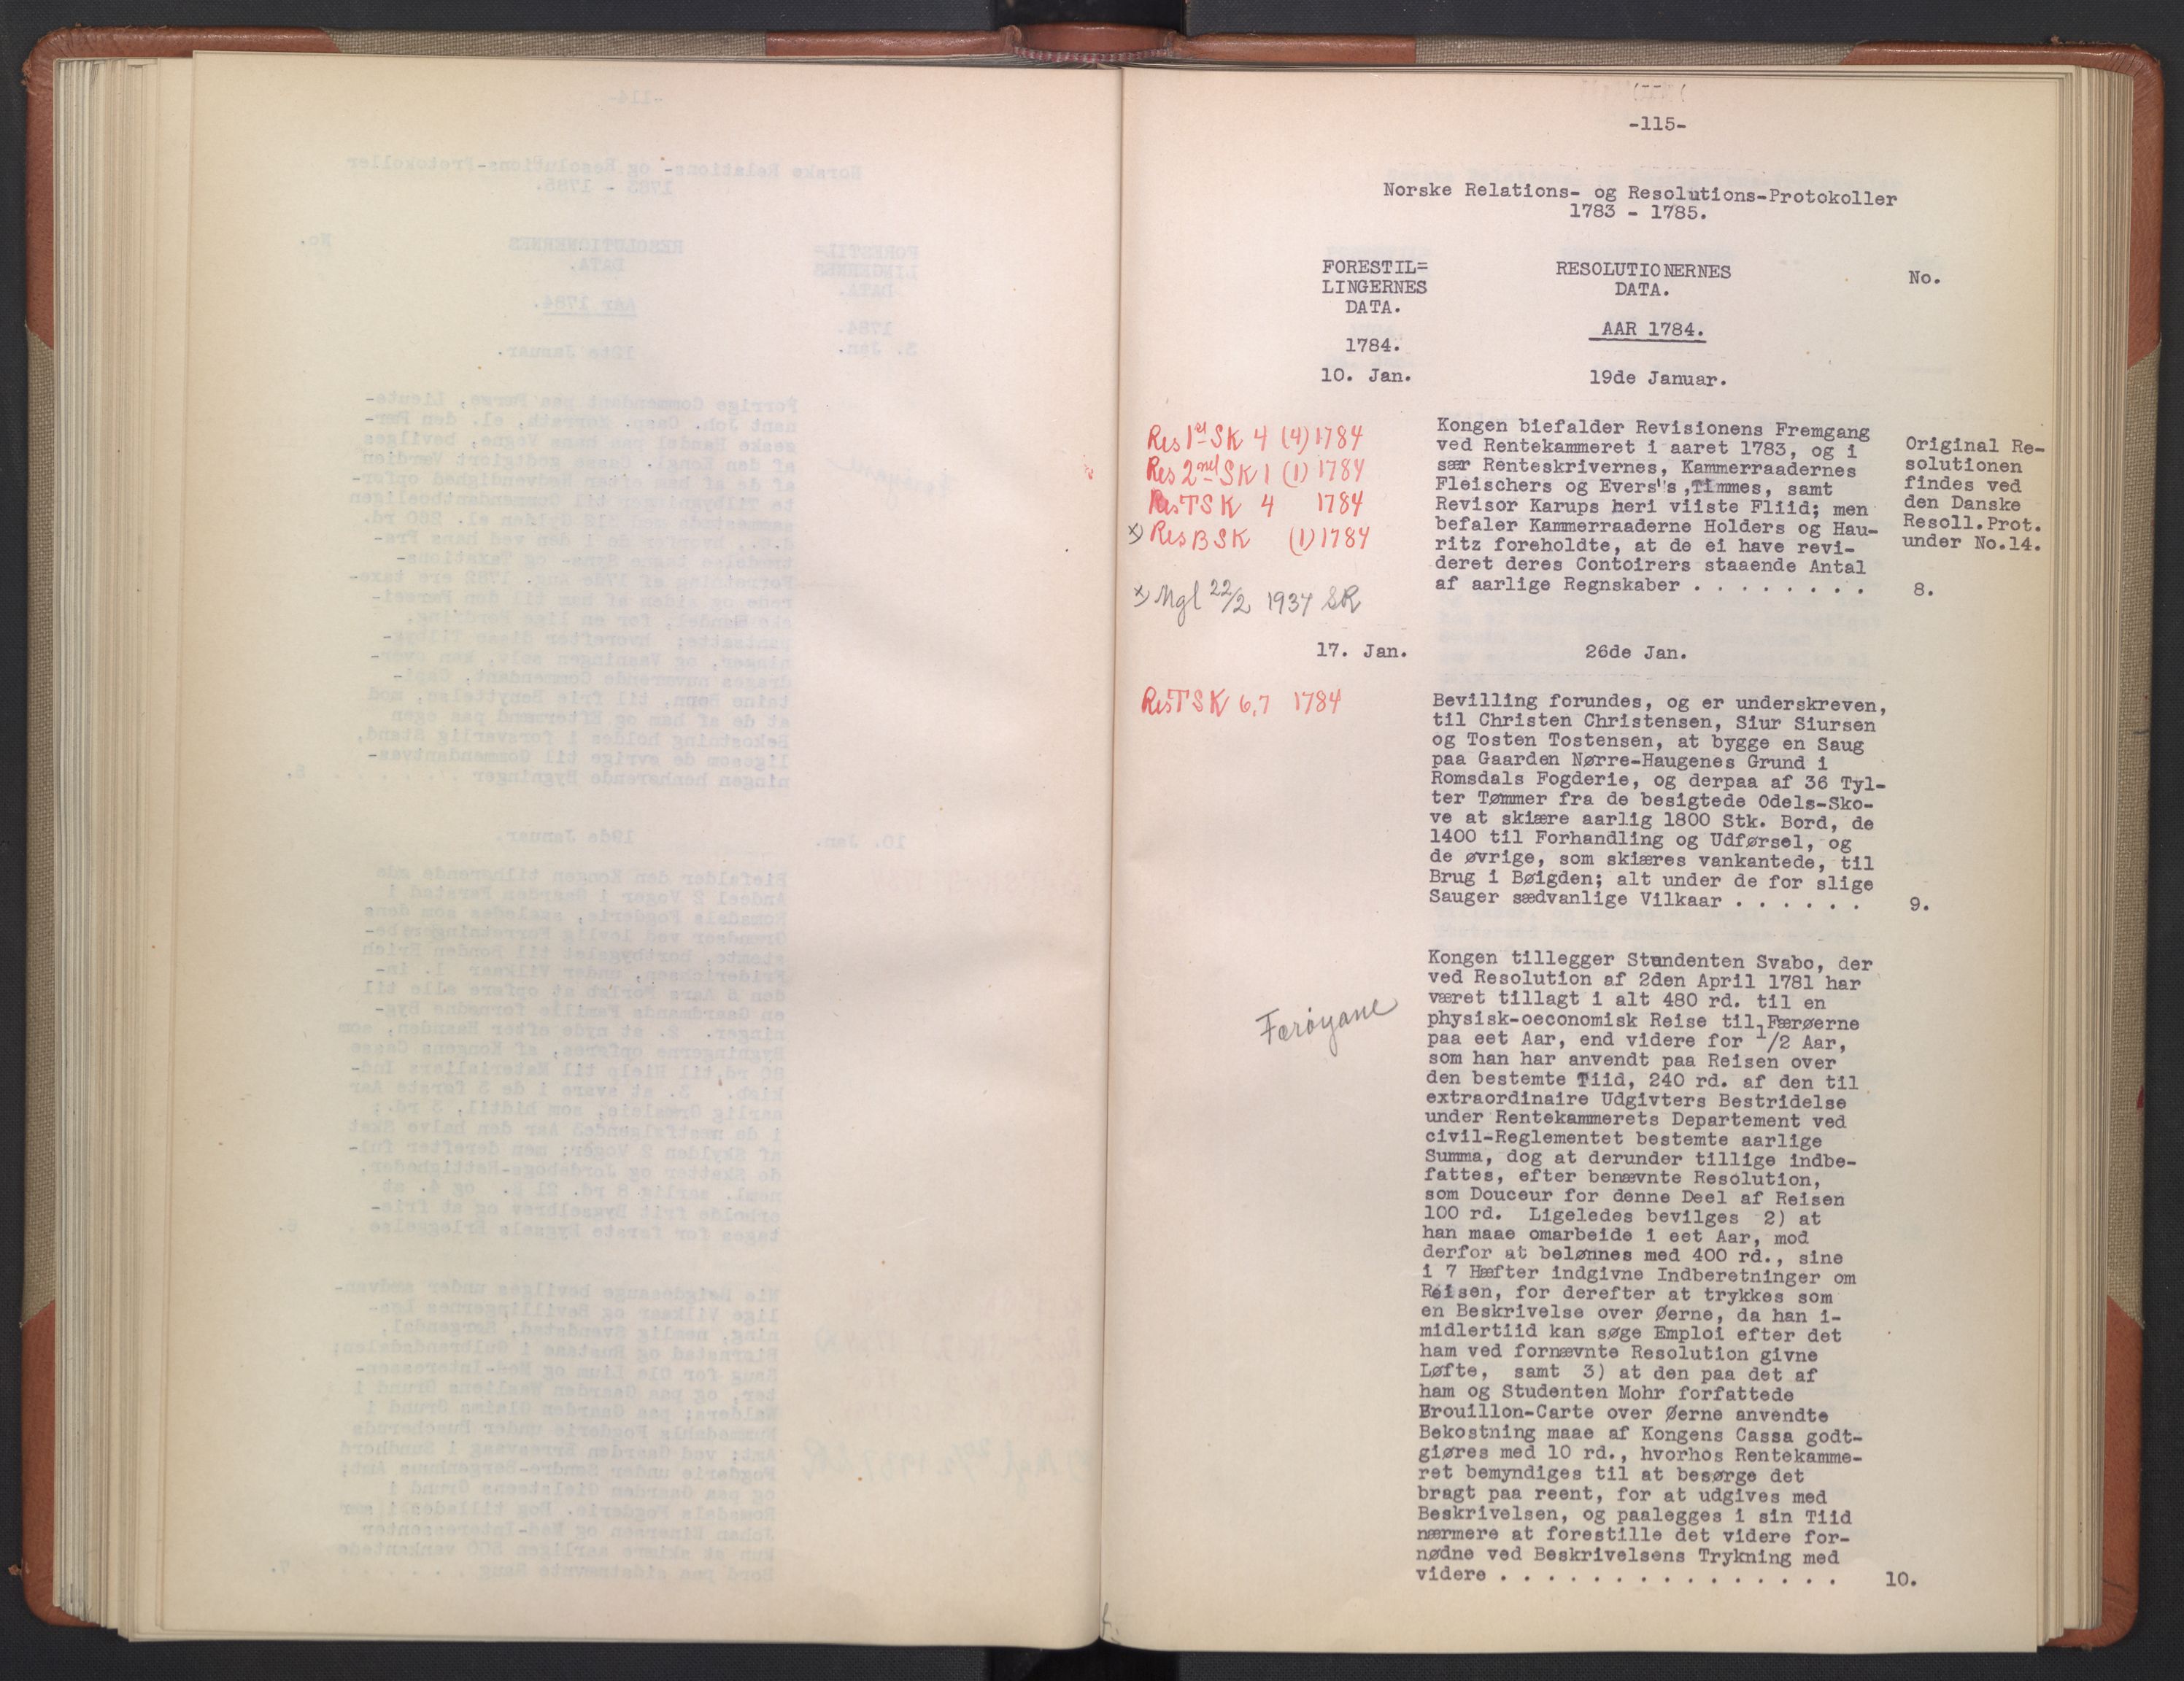 -115-
Norske Relations- og Resolutions-Protokoller
1783 - 1785.
FORESTIL=
LINGERNES
DATA.
RESOLUTIONERNES
DATA.
No.
AAR 1784.
1784.
10. Jan.
19de Januar.
Res 1ste SK 4 (4) 1784
Res 2net SK 1 (1) 1784
Res TSK 4 1784
x) Res BSK (1) 1784
x) Mgl 22/2 1937 SR
Kongen biefalder Revisionens Fremgang
ved Rentekammeret i aaret 1783, og i
sær Renteskrivernes, Kammerraadernes
Fleischers og Evers's, Timmes, samt
Revisor Karups heri viiste Fliid; men
befaler Kammerraaderne Holders og Hau-
ritz foreholdte, at de ei have revi-
deret deres Contoirers staaende Antal
af aarlige Regnskaber . . . . . . . .
8.
Original Re-
solutionen
findes ved
den Danske
Resoll.Prot.
under No.14.
17. Jan.
26de Jan.
Res TSK 6,7 1784
Bevilling forundes, og er underskreven,
til Christen Christensen, Siur Siursen
og Tosten Tostensen, at bygge en Saug
paa Gaarden Nørre-Haugenes Grund i
Romsdals Fogderie, og derpaa af 36 Tyl-
ter Tømmer fra de besigtede Odels-Sko-
ve at skiære aarlig 1800 Stk. Bord, de
1400 til Forhandling og Udførsel, og
de øvrige, som skiæres vankantede, til
Brug i Bøigden; alt under de for slige
Sauger sædvanlige Vilkaar . . . . . .
9.
Færøyane
Kongen tillegger Stundenten Svabo, der
ved Resolution af 2den April 1781 har
været tillagt i alt 480 rd. til en
physisk-oeconomisk Reise til Færøerne
paa eet Aar, end videre for 1/2 Aar,
som han har anvendt paa Reisen over
den bestemte Tiid, 240 rd. af den til
extraordinaire Udgivters Bestridelse
under Rentekammerets Departement ved
civil-Reglementet bestemte aarlige
Summa, dog at derunder tillige indbe-
fattes, efter benævnte Resolution,
som Douceur for denne Deel af Reisen
100 rd. Ligeledes bevilges 2) at
han maae omarbeide i eet Aar, mod
derfor at belønnes med 400 rd., sine
i 7 Hæfter indgivne Indberetninger om
Reisen, for derefter at trykkes som
en Beskrivelse over Øerne, da han i-
midlertiid kan søge Emploi efter det
ham ved fornævnte Resolution givne
Løfte, samt 3) at den paa det af
ham og Studenten Mohr forfattede
Brouillon-Carte over Øerne anvendte
Bekostning maae af Kongens Cassa godt-
giøres med 10 rd., hvorhos Rentekamme-
ret bemyndiges til at besørge det
bragt paa reent, for at udgives med
Beskrivelsen, og paalegges i sin Tiid
nærmere at forestille det videre for-
nødne ved Beskrivelsens Trykning med
videre . . . . . . . . . . . . . . .
10.